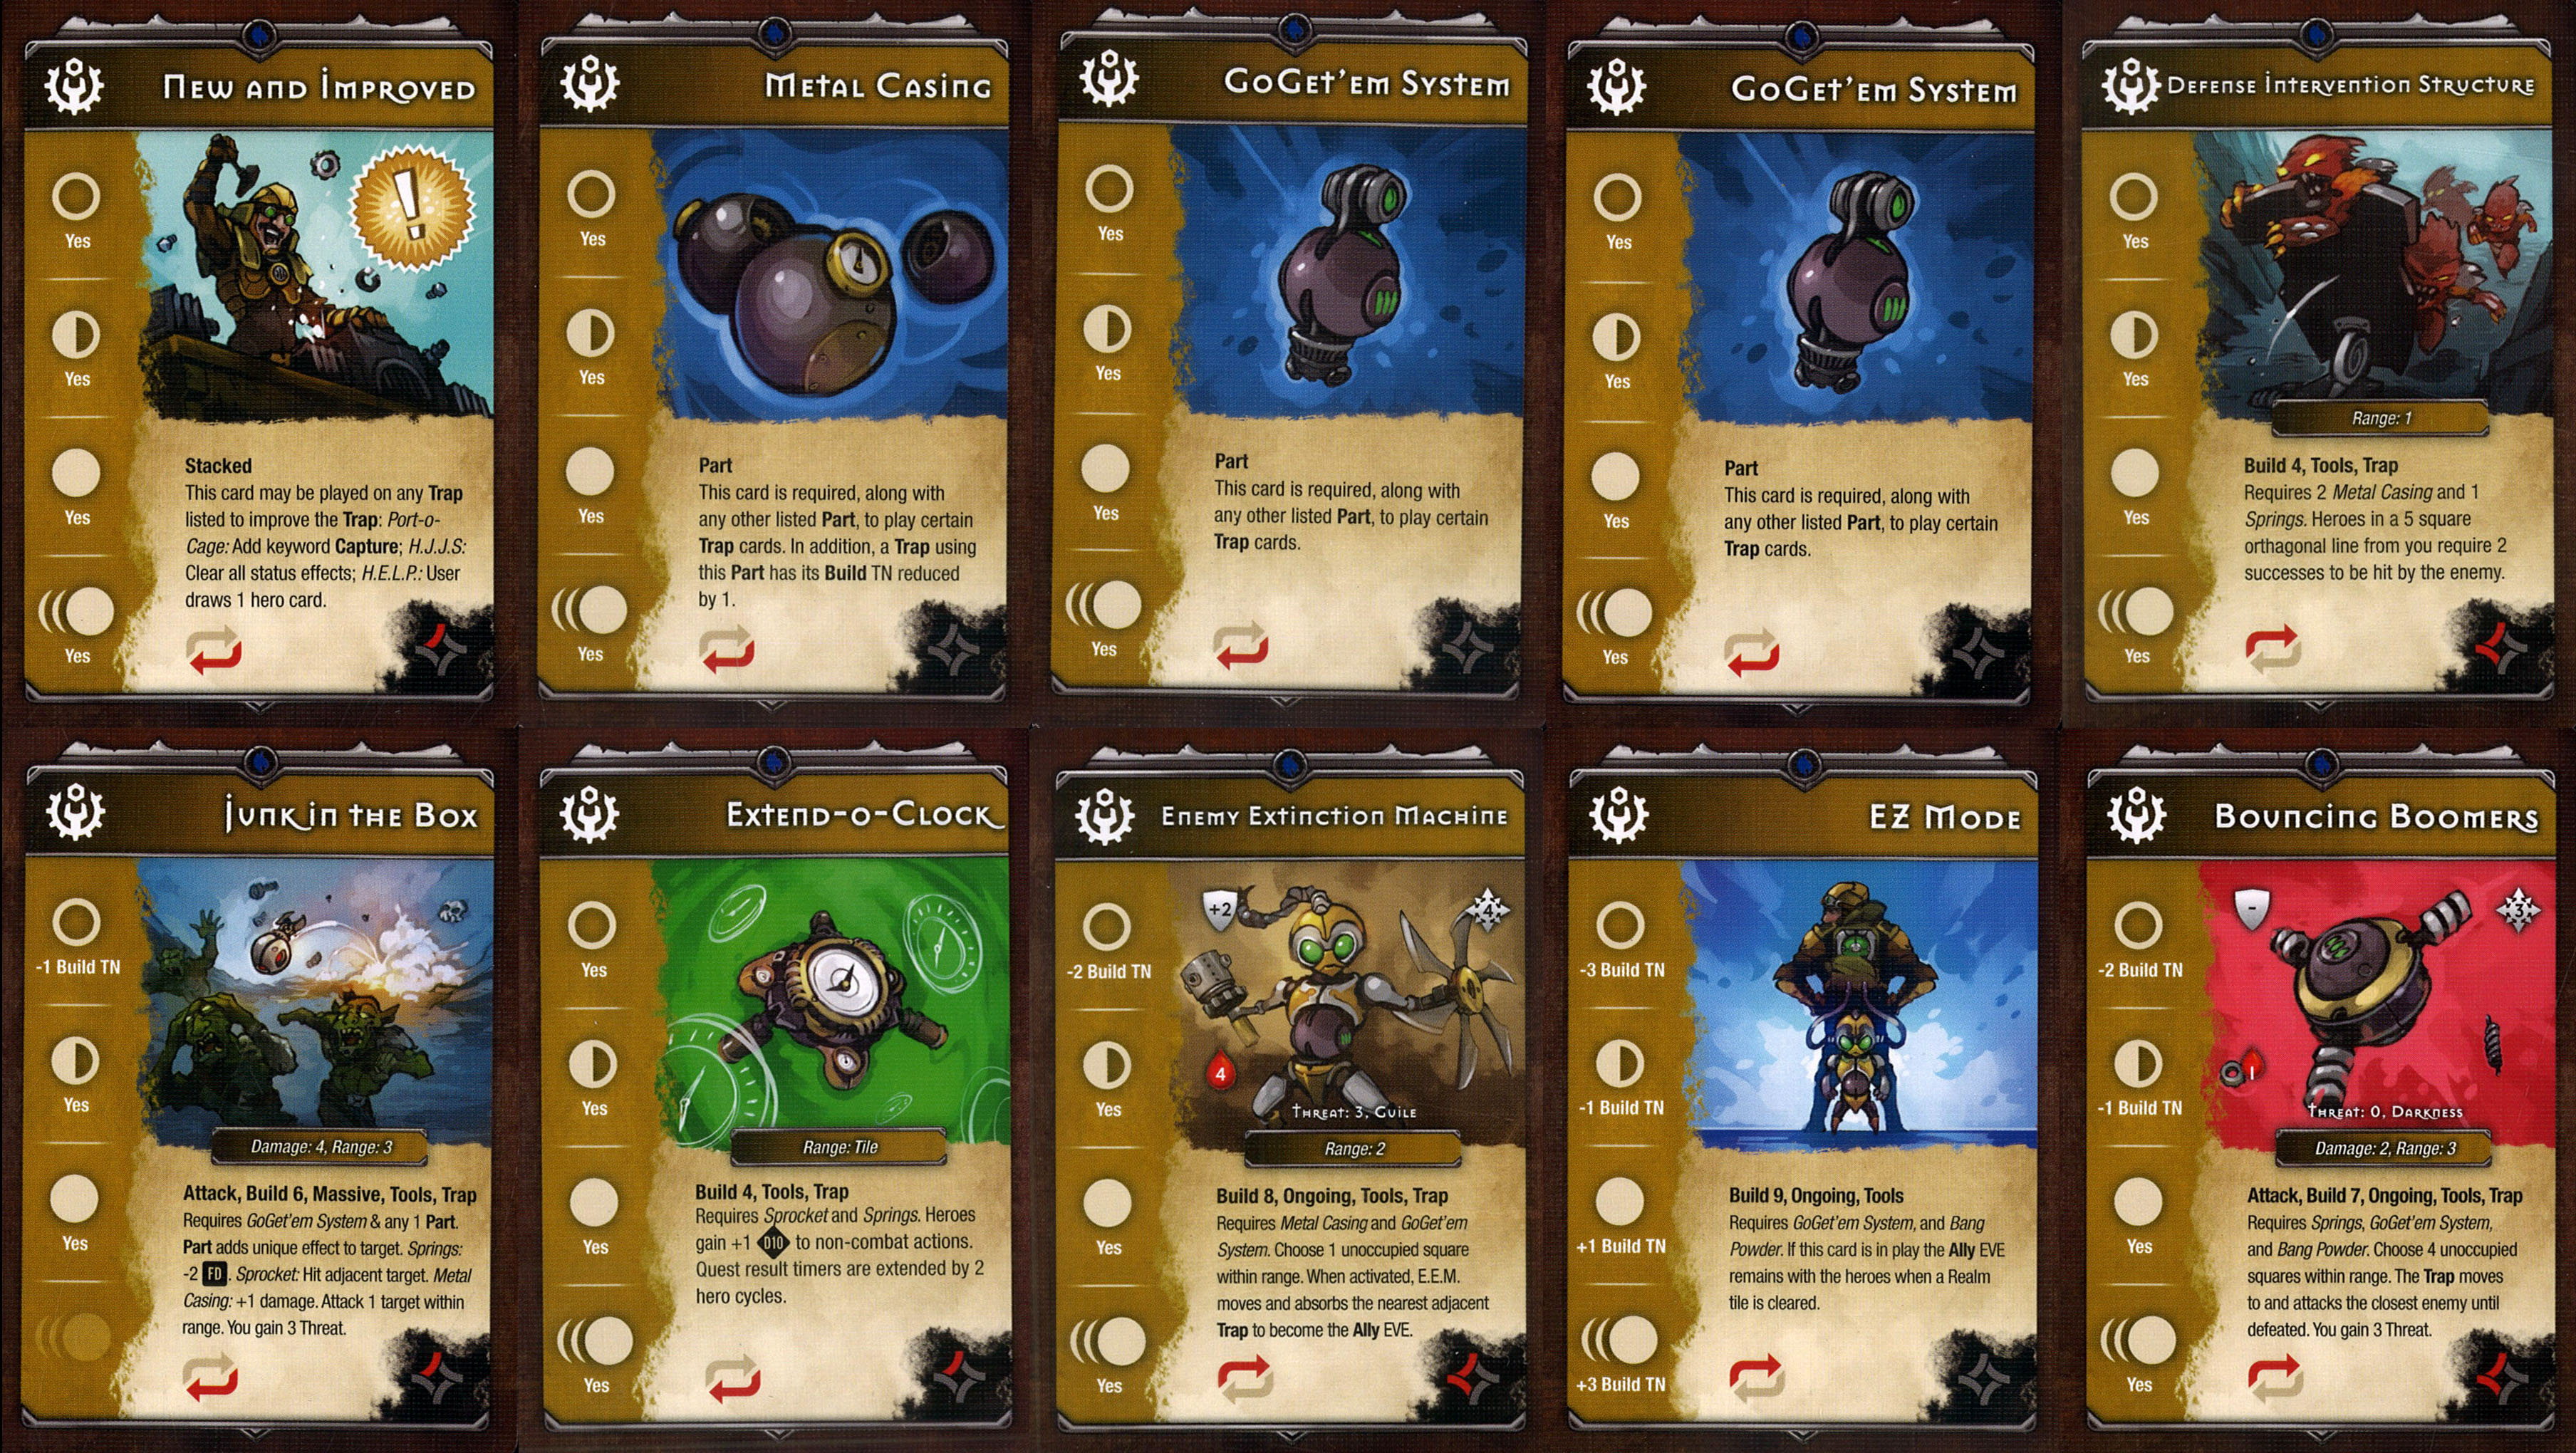 New and Improved
Yes
Yes
Yes
Yes
Stacked
This card may be played on any Trap
listed to improve the Trap: Port-o-
Cage: Add keyword Capture; H.J.J.S:
Clear all status effects; H.E.L.P.: User
draws 1 hero card.
Metal Casing
Yes
Yes
Yes
Yes
Part
This card is required, along with
any other listed Part, to play certain
Trap cards. In addition, a Trap using
this Part has its Build TN reduced
by 1.
GoGet'em System
Yes
Yes
Yes
Yes
Part
This card is required, along with
any other listed Part, to play certain
Trap cards.
GoGet'em System
Yes
Yes
Yes
Yes
Part
This card is required, along with
any other listed Part, to play certain
Trap cards.
Defense Intervention Structure
Yes
Yes
Yes
Yes
Range: 1
Build 4, Tools, Trap
Requires 2 Metal Casing and 1
Springs. Heroes in a 5 square
orthogonal line from you require 2
successes to be hit by the enemy.
Junk in the Box
-1 Build TN
Yes
Yes
Damage: 4, Range: 3
Attack, Build 6, Massive, Tools, Trap
Requires GoGet'em System & any 1 Part.
Part adds unique effect to target. Springs:
-2 FD. Sprocket: Hit adjacent target. Metal
Casing: +1 damage. Attack 1 target within
range. You gain 3 Threat.
Extend-o-Clock
Yes
Yes
Yes
Yes
Range: Tile
Build 4, Tools, Trap
Requires Sprocket and Springs. Heroes
gain +1 D10 to non-combat actions.
Quest result timers are extended by 2
hero cycles.
Enemy Extinction Machine
-2 Build TN
Yes
Yes
Yes
+2
4
4
Threat: 3, Guile
Range: 2
Build 8, Ongoing, Tools, Trap
Requires Metal Casing and GoGet'em
System. Choose 1 unoccupied square
within range. When activated, E.E.M.
moves and absorbs the nearest adjacent
Trap to become the Ally EVE.
EZ Mode
-3 Build TN
-1 Build TN
+1 Build TN
+3 Build TN
Build 9, Ongoing, Tools
Requires GoGet'em System, and Bang
Powder. If this card is in play the Ally EVE
remains with the heroes when a Realm
tile is cleared.
Bouncing Boomers
-2 Build TN
-1 Build TN
Yes
Yes
-
3
1
Threat: 0, Darkness
Damage: 2, Range: 3
Attack, Build 7, Ongoing, Tools, Trap
Requires Springs, GoGet'em System,
and Bang Powder. Choose 4 unoccupied
squares within range. The Trap moves
to and attacks the closest enemy until
defeated. You gain 3 Threat.